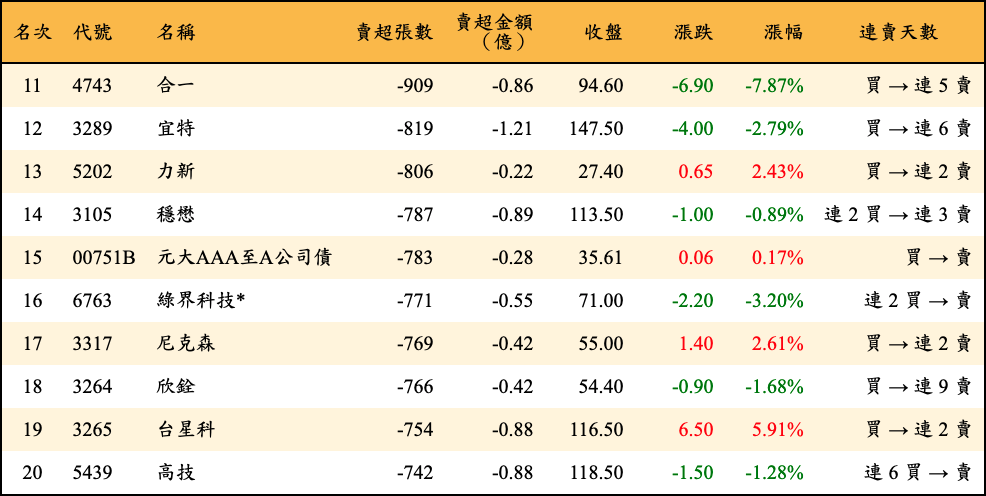 名次 代號 名稱 賣超張數 賣超金額（億） 收盤 漲跌 漲幅 連賣天數
11 4743 合一 -909 -0.86 94.60 -6.90 -7.87% 買 → 連 5 賣
12 3289 宜特 -819 -1.21 147.50 -4.00 -2.79% 買 → 連 6 賣
13 5202 力新 -806 -0.22 27.40 0.65 2.43% 買 → 連 2 賣
14 3105 穩懋 -787 -0.89 113.50 -1.00 -0.89% 連 2 買 → 連 3 賣
15 00751B 元大AAA至A公司債 -783 -0.28 35.61 0.06 0.17% 買 → 賣
16 6763 綠界科技* -771 -0.55 71.00 -2.20 -3.20% 連 2 買 → 賣
17 3317 尼克森 -769 -0.42 55.00 1.40 2.61% 買 → 連 2 賣
18 3264 欣銓 -766 -0.42 54.40 -0.90 -1.68% 買 → 連 9 賣
19 3265 台星科 -754 -0.88 116.50 6.50 5.91% 買 → 連 2 賣
20 5439 高技 -742 -0.88 118.50 -1.50 -1.28% 連 6 買 → 賣